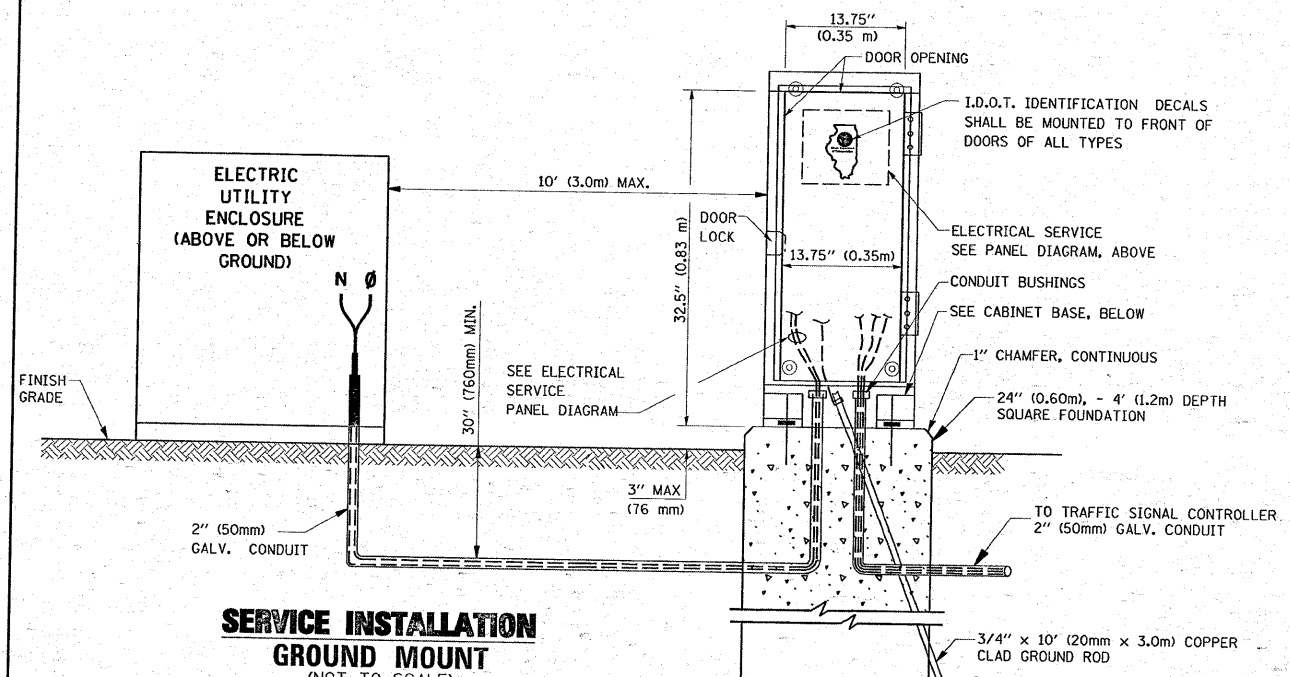 13.75"
(0.35 m)
DOOR OPENING
I.D.O.T. IDENTIFICATION DECALS
SHALL BE MOUNTED TO FRONT OF
DOORS OF ALL TYPES
ELECTRIC
UTILITY
ENCLOSURE
(ABOVE OR BELOW
GROUND)
N Ø
10' (3.0m) MAX.
32.5" (0.83 m)
DOOR
LOCK
13.75" (0.35m)
ELECTRICAL SERVICE
SEE PANEL DIAGRAM, ABOVE
CONDUIT BUSHINGS
SEE CABINET BASE, BELOW
1" CHAMFER, CONTINUOUS
24" (0.60m), - 4' (1.2m) DEPTH
SQUARE FOUNDATION
FINISH
GRADE
30" (760mm) MIN.
SEE ELECTRICAL
SERVICE
PANEL DIAGRAM
3" MAX
(76 mm)
2" (50mm)
GALV. CONDUIT
TO TRAFFIC SIGNAL CONTROLLER
2" (50mm) GALV. CONDUIT
SERVICE INSTALLATION
GROUND MOUNT
(NOT TO SCALE)
3/4" x 10' (20mm x 3.0m) COPPER
CLAD GROUND ROD